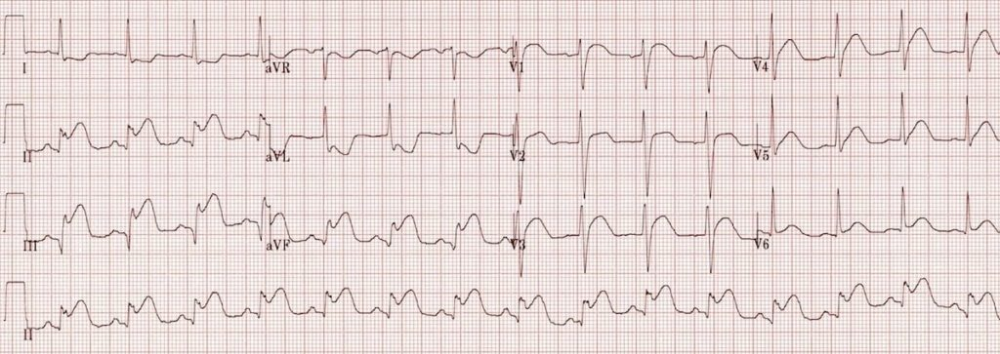 I aVR V1 V4
II aVL V2 V5
III aVF V3 V6
II